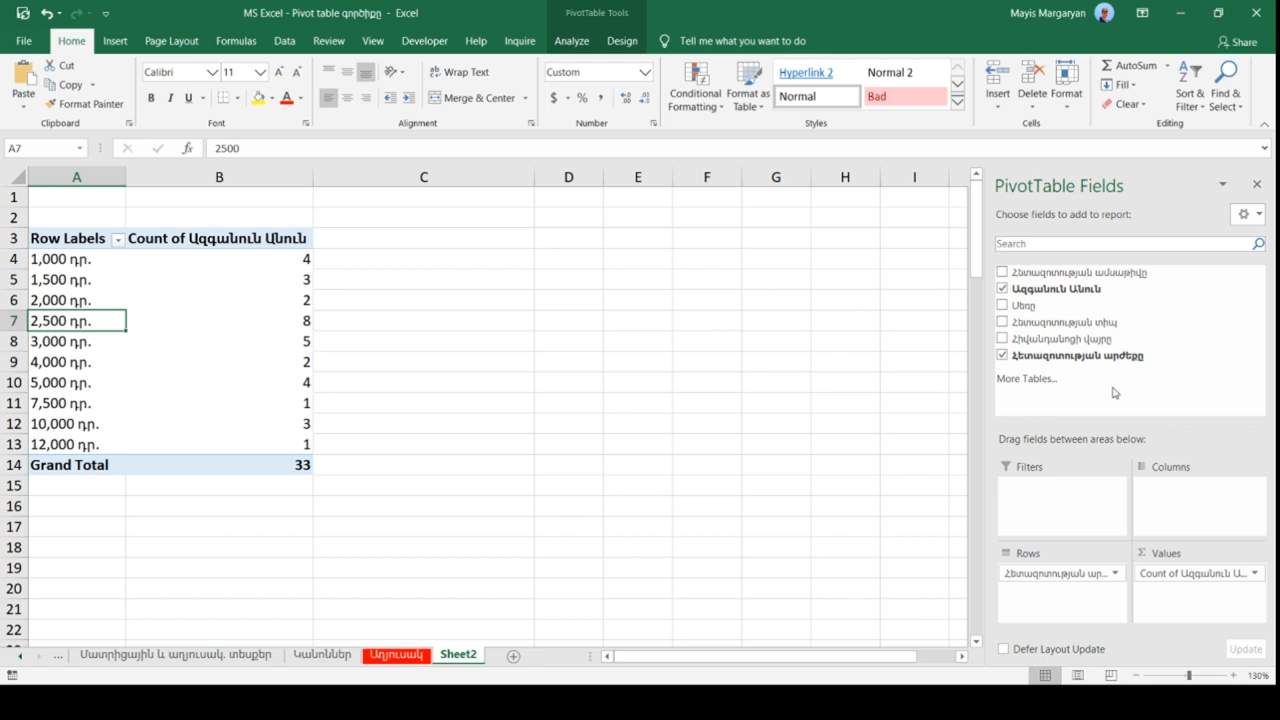 MS Excel - Pivot table գործիքը - Excel
PivotTable Tools
Mayis Margaryan
File Home Insert Page Layout Formulas Data Review View Developer Help Inquire Analyze Design Tell me what you want to do Share
Paste
Cut
Copy
Format Painter
Clipboard
Calibri 11
B I U
Font
Wrap Text
Merge & Center
Alignment
Custom
$ % ,
Number
Conditional Formatting
Format as Table
Hyperlink 2 Normal 2
Normal Bad
Styles
Insert Delete Format
Cells
AutoSum
Fill
Clear
Sort & Filter
Find & Select
Editing
A7 fx 2500
A B C D E F G H I
1
2
3 Row Labels Count of Ազգանուն Անուն
4 1,000 դր. 4
5 1,500 դր. 3
6 2,000 դր. 2
7 2,500 դր. 8
8 3,000 դր. 5
9 4,000 դր. 2
10 5,000 դր. 4
11 7,500 դր. 1
12 10,000 դր. 3
13 12,000 դր. 1
14 Grand Total 33
15
16
17
18
19
20
21
22
PivotTable Fields
Choose fields to add to report:
Search
Հետազոտության ամսաթիվը
Ազգանուն Անուն
Սեռը
Հետազոտության տիպ
Հիվանդանոցի վայրը
Հետազոտության արժեքը
More Tables...
Drag fields between areas below:
Filters Columns
Rows Values
Հետազոտության ար... Count of Ազգանուն Ա...
Defer Layout Update Update
... Մատրիցային և աղյուսակ. տեսքեր Կանոններ Աղյուսակ Sheet2
130%